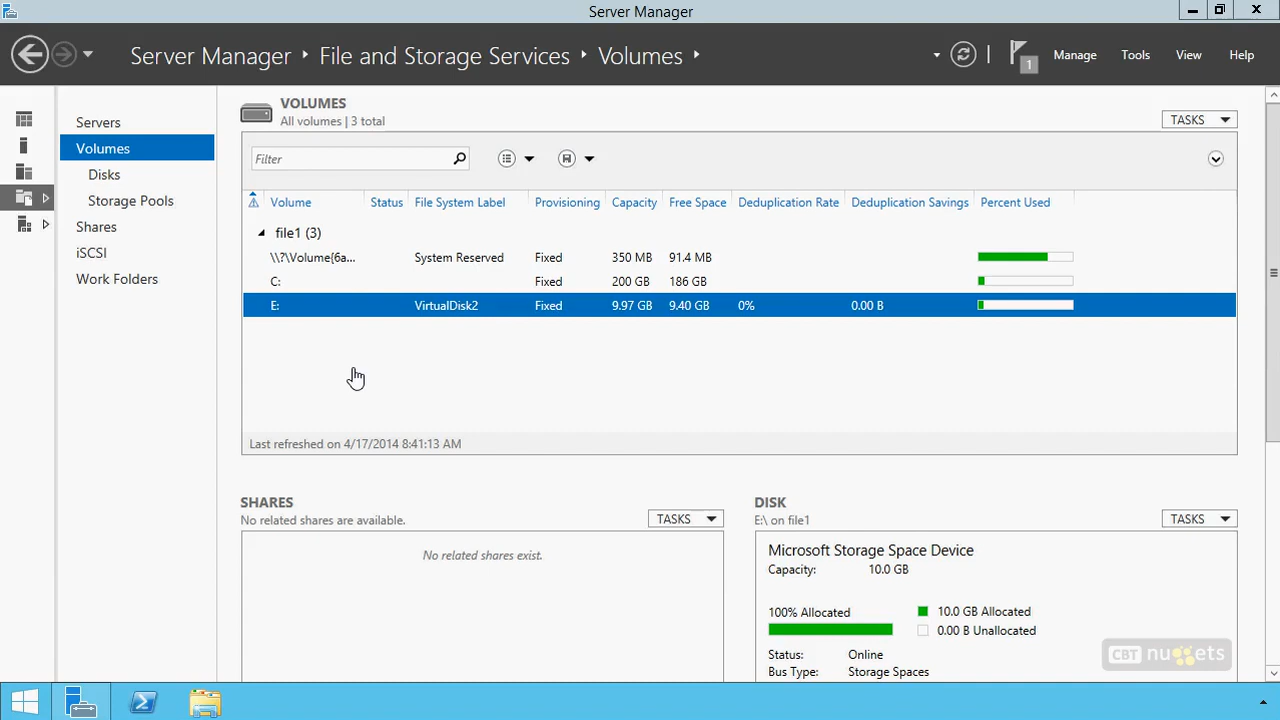 Server Manager
Server Manager ‣ File and Storage Services ‣ Volumes ‣
1 Manage Tools View Help
Servers
Volumes
Disks
Storage Pools
Shares
iSCSI
Work Folders
VOLUMES
All volumes | 3 total
TASKS
Filter
Volume Status File System Label Provisioning Capacity Free Space Deduplication Rate Deduplication Savings Percent Used
file1 (3)
\\?\Volume{6a... System Reserved Fixed 350 MB 91.4 MB
C: Fixed 200 GB 186 GB
E: VirtualDisk2 Fixed 9.97 GB 9.40 GB 0% 0.00 B
Last refreshed on 4/17/2014 8:41:13 AM
SHARES
No related shares are available.
TASKS
No related shares exist.
DISK
E:\ on file1
TASKS
Microsoft Storage Space Device
Capacity: 10.0 GB
100% Allocated 10.0 GB Allocated
0.00 B Unallocated
Status: Online
Bus Type: Storage Spaces
CBT nuggets